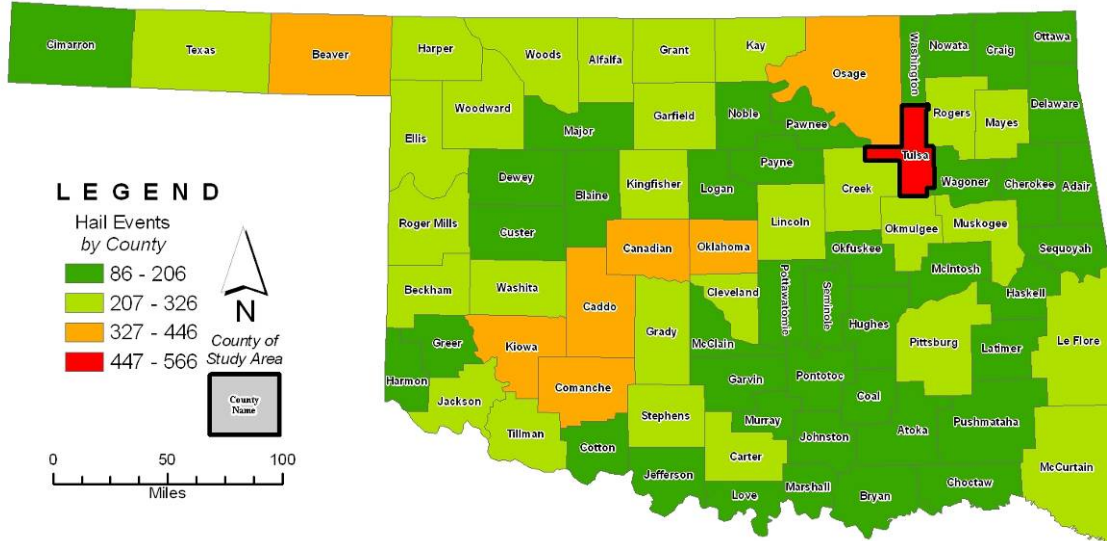 Cimarron
Texas
Beaver
Harper
Woods
Alfalfa
Grant
Kay
Osage
Washington
Nowata
Craig
Ottawa
Woodward
Ellis
Major
Garfield
Noble
Pawnee
Rogers
Mayes
Delaware
Tulsa
Dewey
Blaine
Kingfisher
Logan
Payne
Creek
Wagoner
Cherokee
Adair
Roger Mills
Custer
Canadian
Oklahoma
Lincoln
Okmulgee
Muskogee
Okfuskee
McIntosh
Sequoyah
Beckham
Washita
Caddo
Cleveland
Pottawatomie
Seminole
Haskell
Greer
Kiowa
Grady
McClain
Hughes
Pittsburg
Latimer
Le Flore
Harmon
Jackson
Comanche
Garvin
Pontotoc
Coal
Tillman
Stephens
Murray
Johnston
Atoka
Pushmataha
Cotton
Carter
McCurtain
Jefferson
Love
Marshall
Bryan
Choctaw
LEGEND
Hail Events
by County
86 - 206
207 - 326
327 - 446
447 - 566
N
County of
Study Area
County
Name
0 50 100
Miles